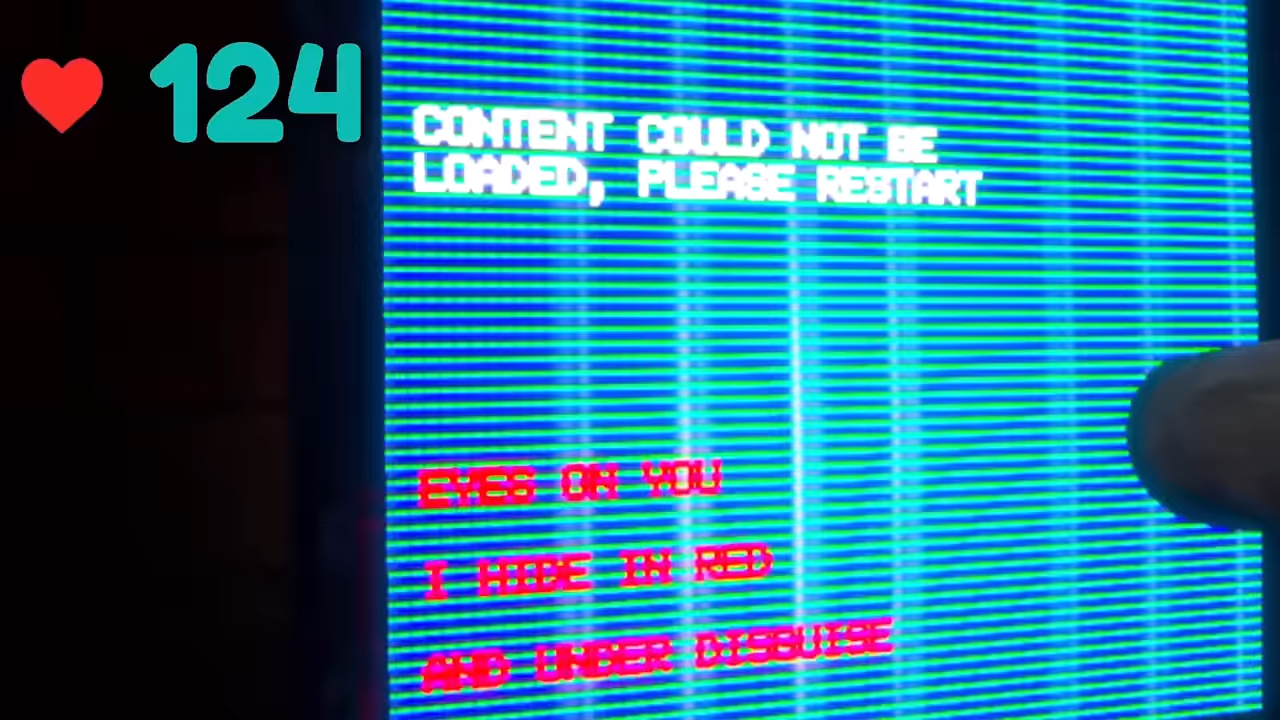 124
CONTENT COULD NOT BE
LOADED, PLEASE RESTART
EYES ON YOU
I HIDE IN RED
AND UNDER DISGUISE